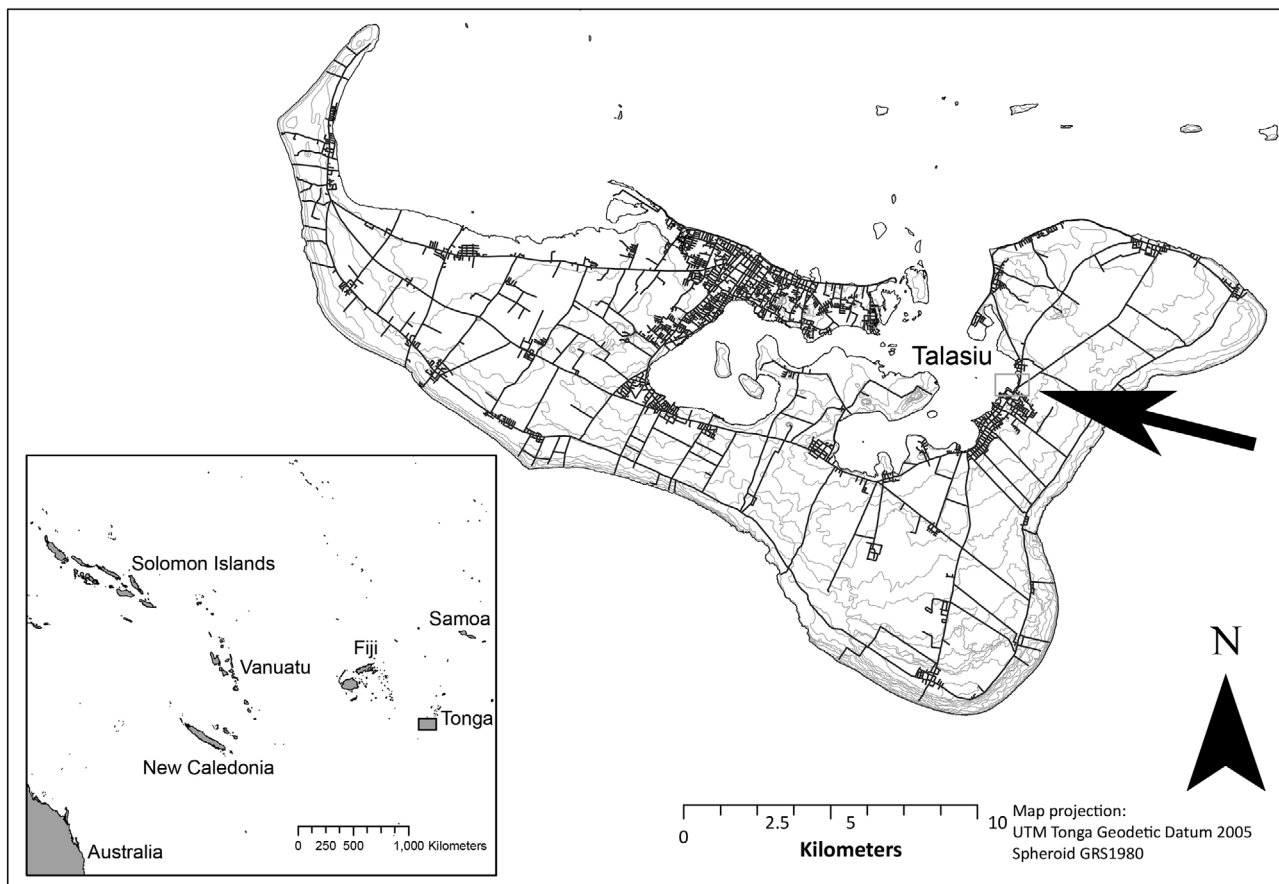 Talasiu
Solomon Islands
Samoa
Fiji
Vanuatu
Tonga
New Caledonia
Australia
0 250 500 1,000 Kilometers
N
0 2.5 5 10
Kilometers
Map projection:
UTM Tonga Geodetic Datum 2005
Spheroid GRS1980